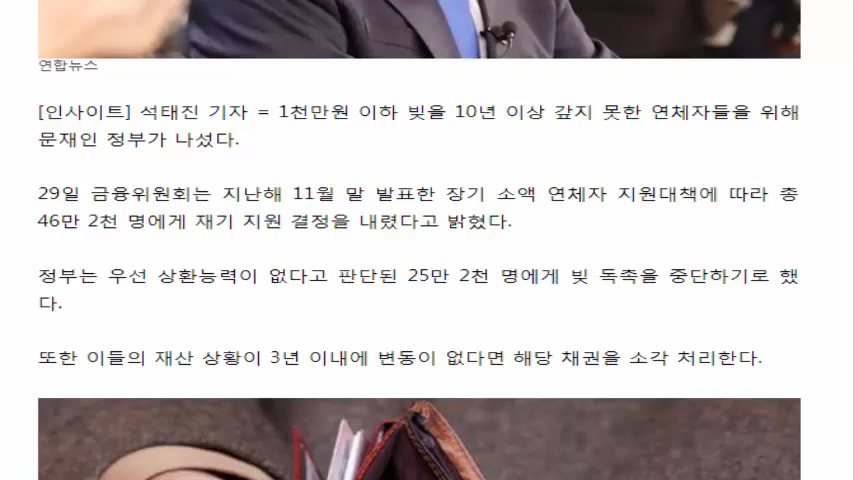 연합뉴스
[인사이트] 석태진 기자 = 1천만원 이하 빚을 10년 이상 갚지 못한 연체자들을 위해
문재인 정부가 나섰다.
29일 금융위원회는 지난해 11월 말 발표한 장기 소액 연체자 지원대책에 따라 총
46만 2천 명에게 재기 지원 결정을 내렸다고 밝혔다.
정부는 우선 상환능력이 없다고 판단된 25만 2천 명에게 빚 독촉을 중단하기로 했
다.
또한 이들의 재산 상황이 3년 이내에 변동이 없다면 해당 채권을 소각 처리한다.